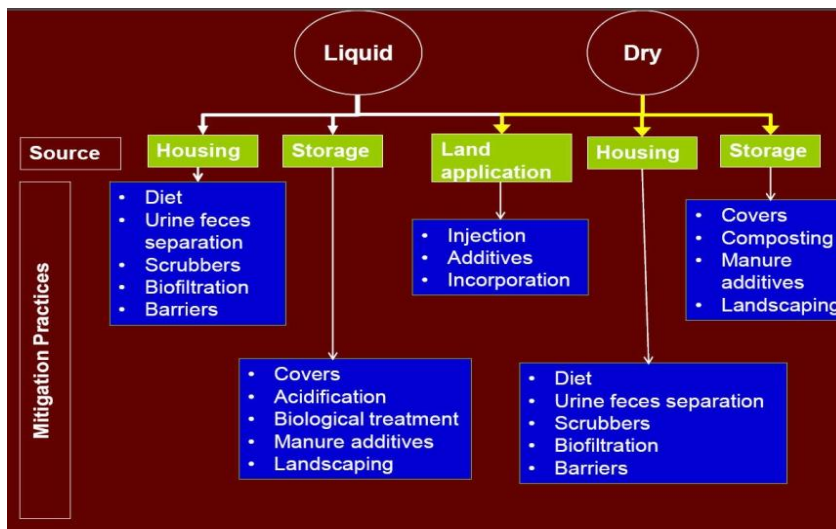 Liquid
Dry
Source
Housing
Storage
Land
application
Housing
Storage
Mitigation Practices
• Diet
• Urine feces
separation
• Scrubbers
• Biofiltration
• Barriers
• Covers
• Acidification
• Biological treatment
• Manure additives
• Landscaping
• Injection
• Additives
• Incorporation
• Diet
• Urine feces separation
• Scrubbers
• Biofiltration
• Barriers
• Covers
• Composting
• Manure
additives
• Landscaping